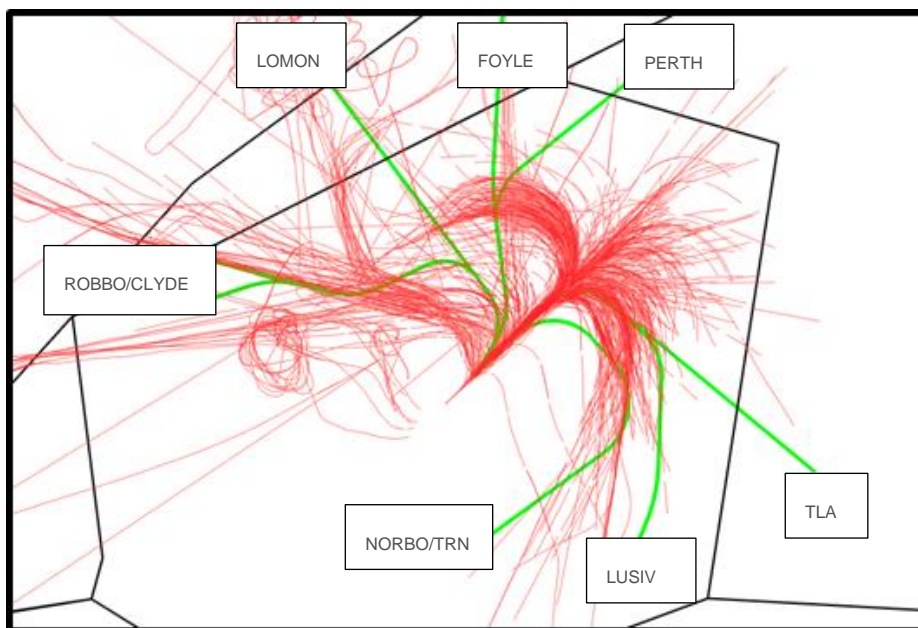 LOMON
FOYLE
PERTH
ROBBO/CLYDE
TLA
NORBO/TRN
LUSIV